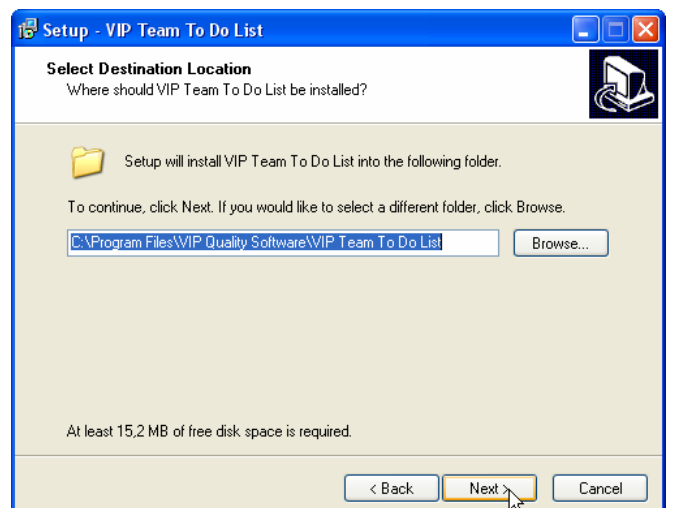 Setup - VIP Team To Do List
Select Destination Location
Where should VIP Team To Do List be installed?
Setup will install VIP Team To Do List into the following folder.
To continue, click Next. If you would like to select a different folder, click Browse.
C:\Program Files\VIP Quality Software\VIP Team To Do List
Browse...
At least 15,2 MB of free disk space is required.
< Back
Next >
Cancel